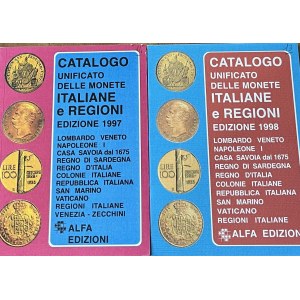 CATALOGO
UNIFICATO
DELLE MONETE
ITALIANE
e REGIONI
EDIZIONE 1997
LOMBARDO VENETO
NAPOLEONE I
CASA SAVOIA dal 1675
REGNO DI SARDEGNA
REGNO D'ITALIA
COLONIE ITALIANE
REPUBBLICA ITALIANA
SAN MARINO
VATICANO
REGIONI ITALIANE
VENEZIA - ZECCHINI
ALFA
EDIZIONI
LIRE
100
CATALOGO
UNIFICATO
DELLE MONETE
ITALIANE
e REGIONI
EDIZIONE 1998
LOMBARDO VENETO
NAPOLEONE I
CASA SAVOIA dal 1675
REGNO DI SARDEGNA
REGNO D'ITALIA
COLONIE ITALIANE
REPUBBLICA ITALIANA
SAN MARINO
VATICANO
REGIONI ITALIANE
ALFA EDIZIONI
LIRE
100